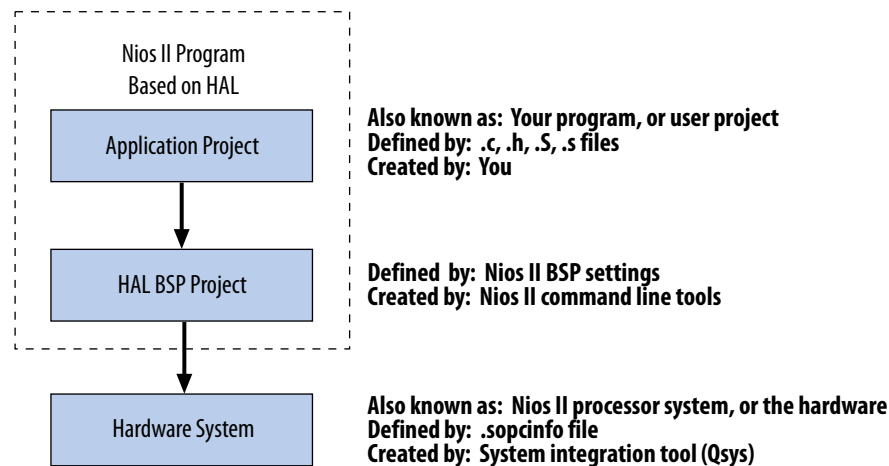 Nios II Program
Based on HAL
Application Project
Also known as: Your program, or user project
Defined by: .c, .h, .S, .s files
Created by: You
HAL BSP Project
Defined by: Nios II BSP settings
Created by: Nios II command line tools
Hardware System
Also known as: Nios II processor system, or the hardware
Defined by: .sopcinfo file
Created by: System integration tool (Qsys)